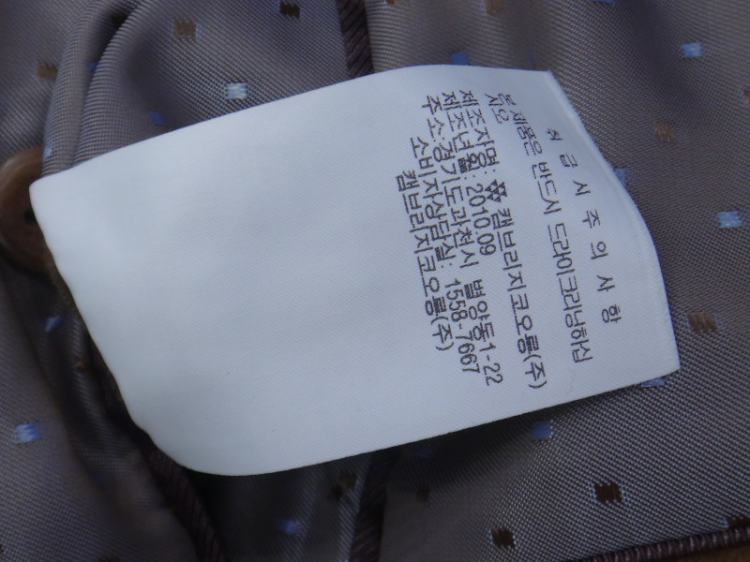 취 급 시 주 의 사 항
본 제품은 반드시 드라이크리닝하십
시요
제조자명: 캠브리지코오롱(주)
제조년월: 2010.09
주소:경기도과천시 별양동1-22
소비자상담실: 1558-7667
캠브리지코오롱(주)